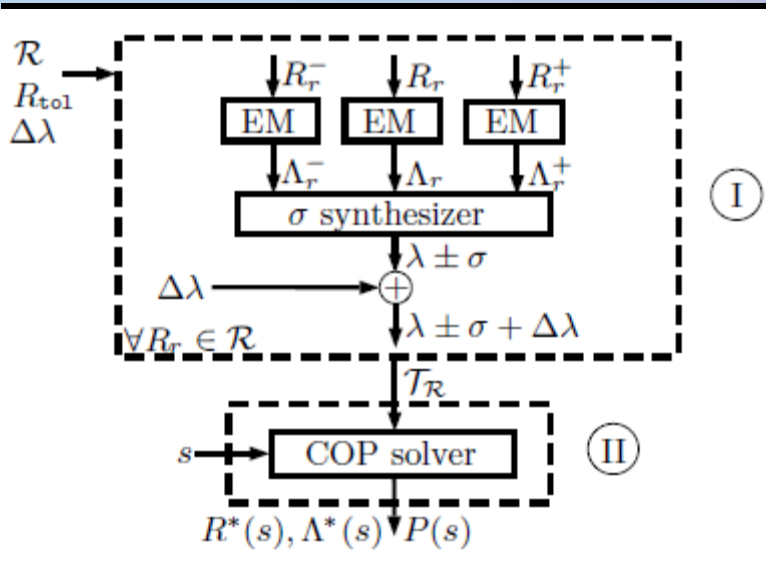 𝓡
R_tol
Δλ
R_r^- R_r R_r^+
EM EM EM
Λ_r^- Λ_r Λ_r^+
σ synthesizer
λ ± σ
Δλ +
λ ± σ + Δλ
∀R_r ∈ 𝓡
I
𝓣_𝓡
s COP solver
II
R*(s), Λ*(s) P(s)